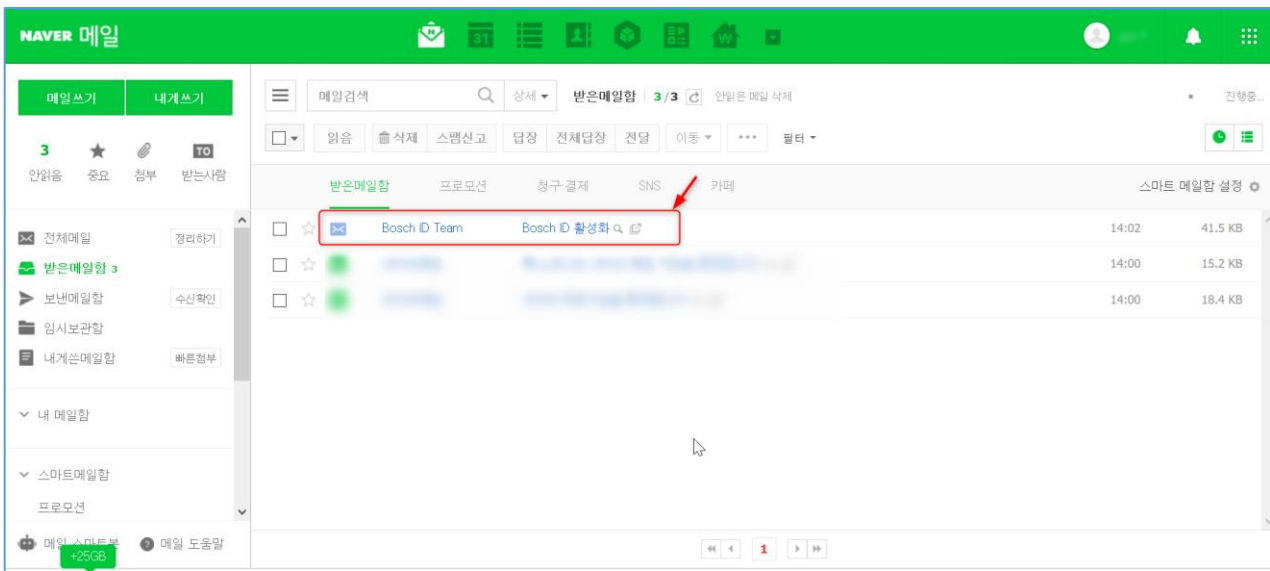 NAVER 메일
31
W
메일쓰기 내게쓰기
메일검색 상세 받은메일함 3/3 안읽은 메일 삭제 진행중...
읽음 삭제 스팸신고 답장 전체답장 전달 이동 ... 필터
3 TO
안읽음 중요 첨부 받는사람
받은메일함 프로모션 청구·결제 SNS 카페 스마트 메일함 설정
Bosch ID Team Bosch ID 활성화 14:02 41.5 KB
14:00 15.2 KB
14:00 18.4 KB
전체메일 정리하기
받은메일함 3
보낸메일함 수신확인
임시보관함
내게쓴메일함 빠른첨부
내 메일함
스마트메일함
프로모션
메일 스마트봇 메일 도움말
+25GB
1